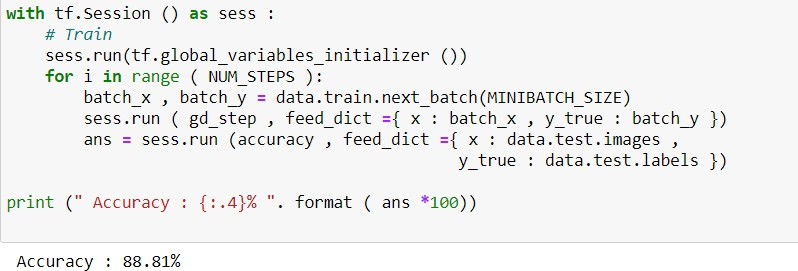 with tf.Session () as sess :
    # Train
    sess.run(tf.global_variables_initializer ())
    for i in range ( NUM_STEPS ):
        batch_x , batch_y = data.train.next_batch(MINIBATCH_SIZE)
        sess.run ( gd_step , feed_dict ={ x : batch_x , y_true : batch_y })
        ans = sess.run (accuracy , feed_dict ={ x : data.test.images ,
                                                y_true : data.test.labels })
print (" Accuracy : {:.4}% ". format ( ans *100))
Accuracy : 88.81%